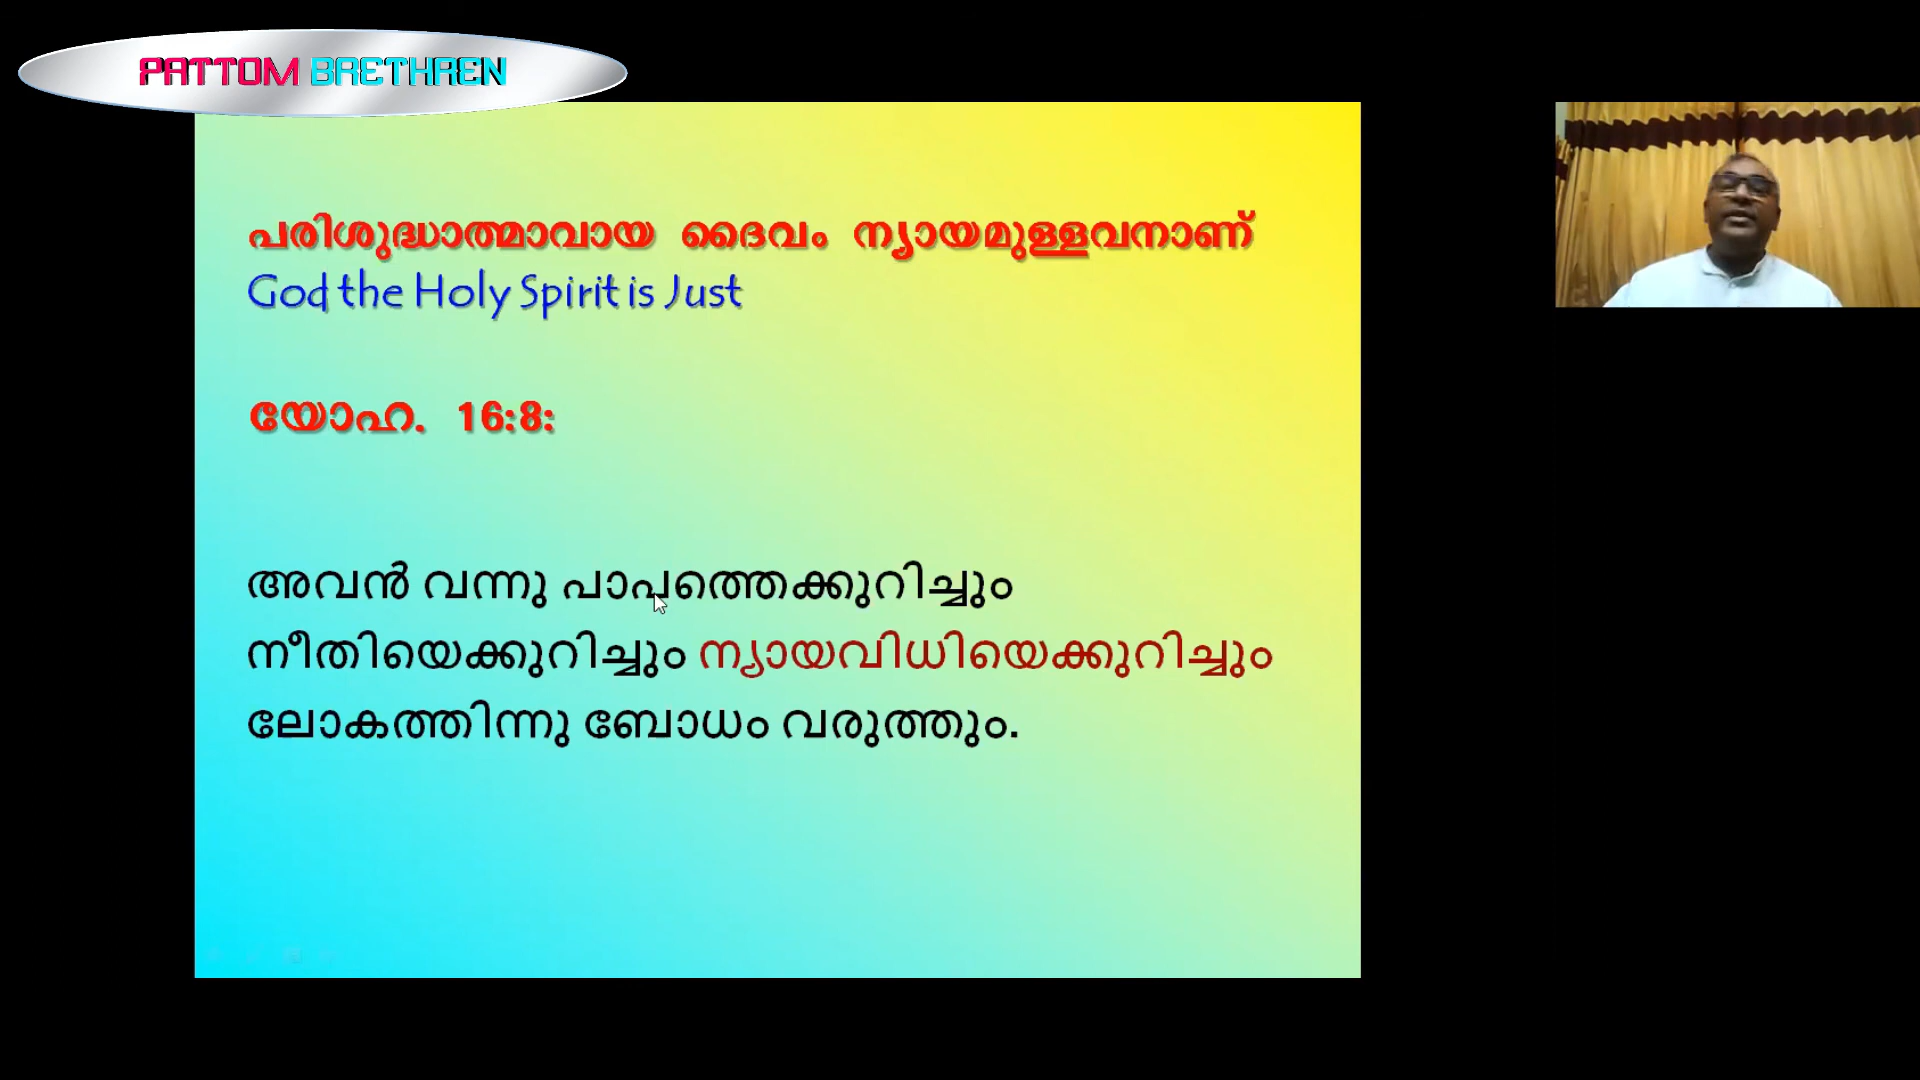 PATTOM BRETHREN
പരിശുദ്ധാത്മാവായ ദൈവം ന്യായമുള്ളവനാണ്
God the Holy Spirit is Just
യോഹ. 16:8:
അവൻ വന്നു പാപത്തെക്കുറിച്ചും
നീതിയെക്കുറിച്ചും ന്യായവിധിയെക്കുറിച്ചും
ലോകത്തിന്നു ബോധം വരുത്തും.